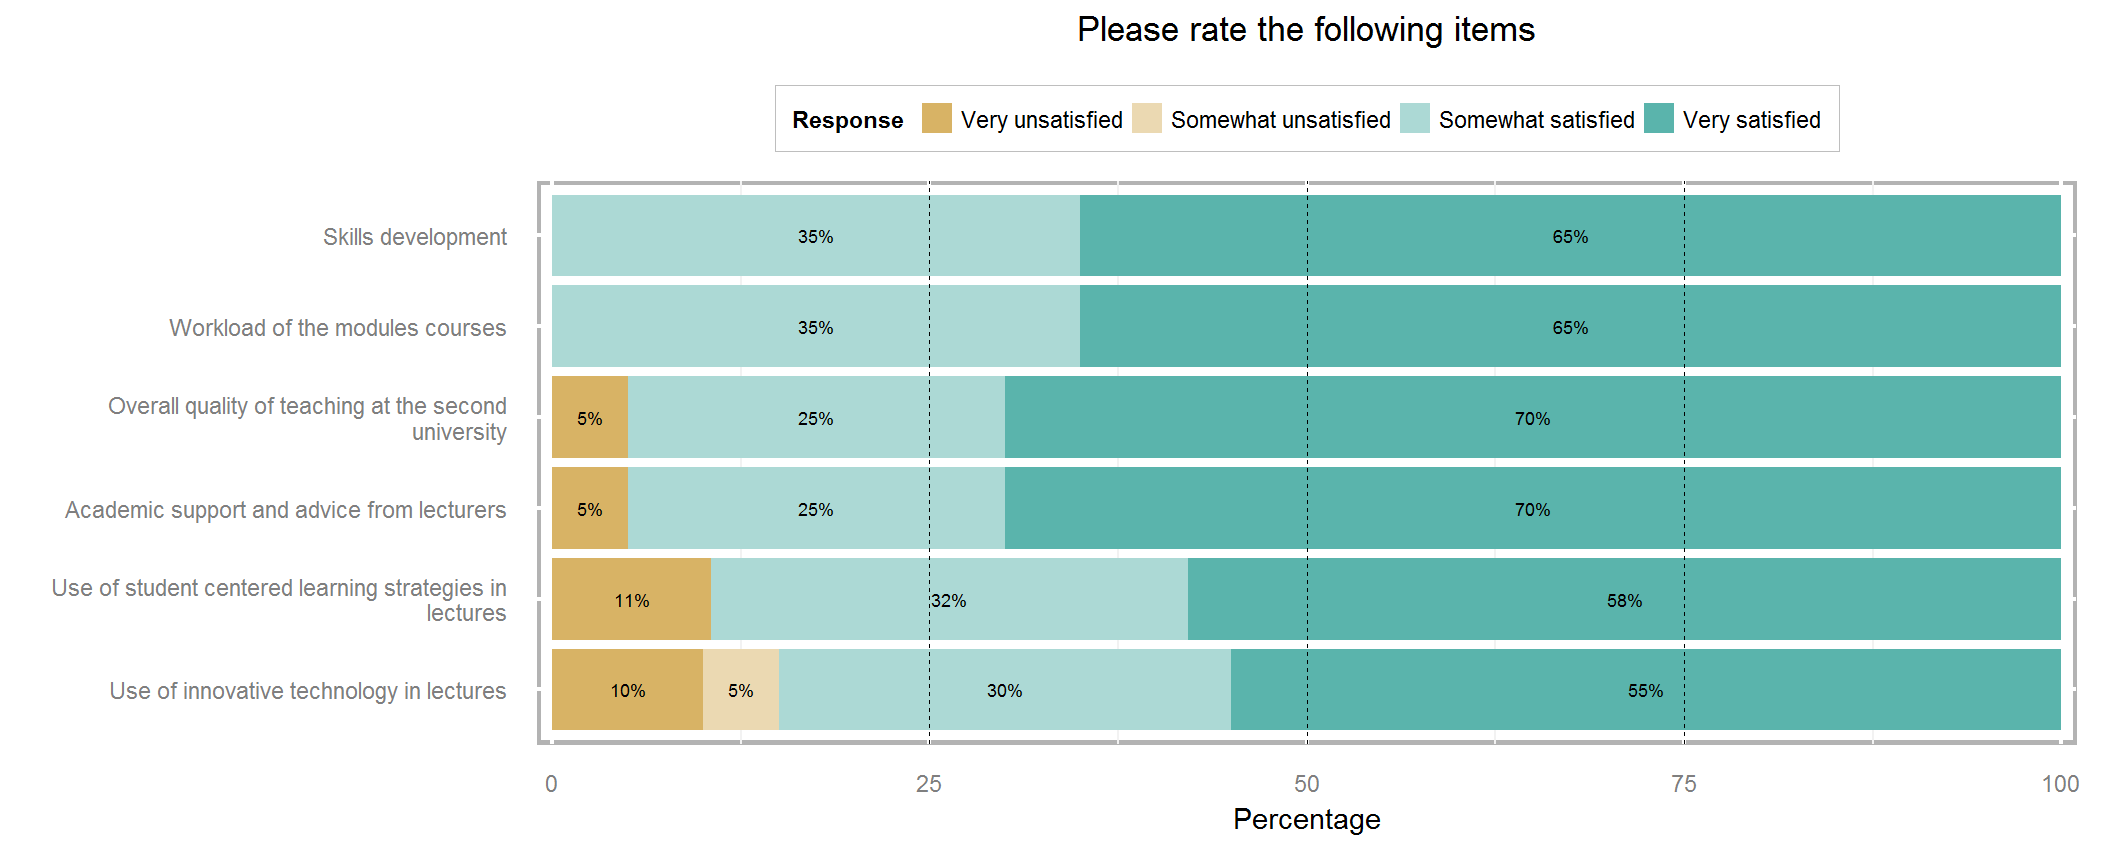 Please rate the following items
Response Very unsatisfied Somewhat unsatisfied Somewhat satisfied Very satisfied
Skills development 35% 65%
Workload of the modules courses 35% 65%
Overall quality of teaching at the second
university
5% 25% 70%
Academic support and advice from lecturers 5% 25% 70%
Use of student centered learning strategies in
lectures
11% 32% 58%
Use of innovative technology in lectures 10% 5% 30% 55%
0 25 50 75 100
Percentage